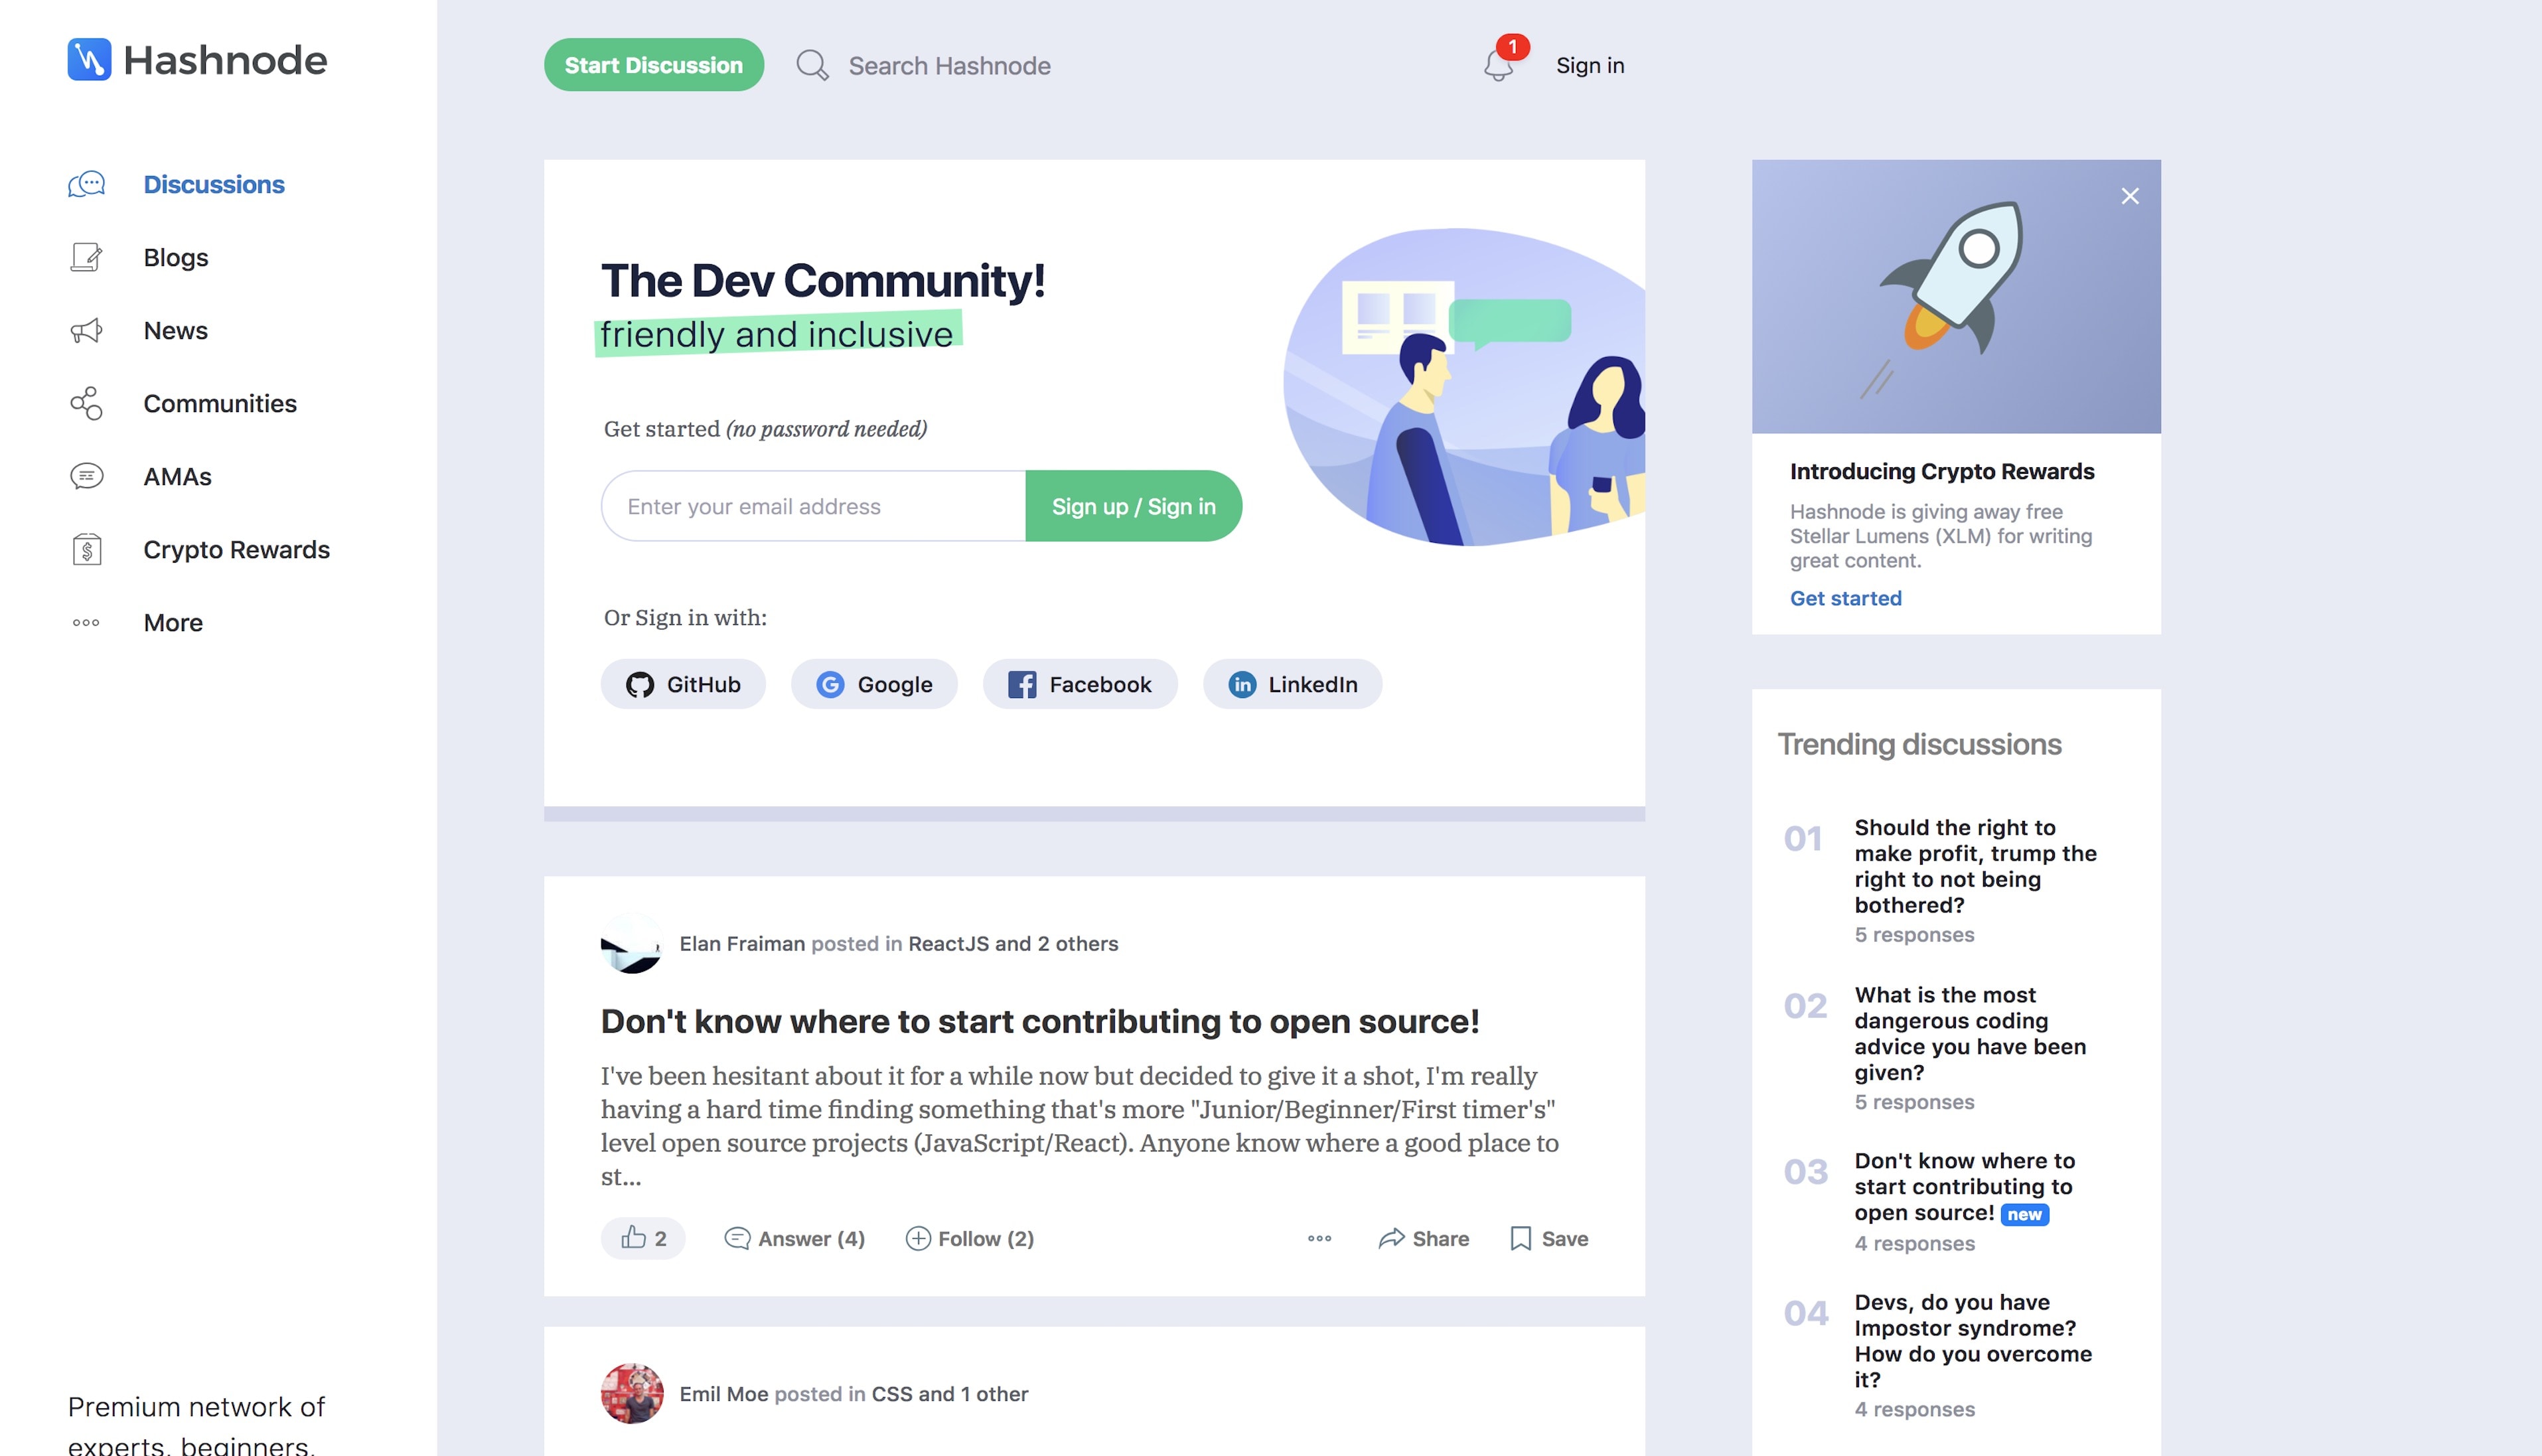 Hashnode
Discussions
Blogs
News
Communities
AMAs
Crypto Rewards
More
Premium network of
experts, beginners,
Start Discussion
Search Hashnode
1
Sign in
The Dev Community!
friendly and inclusive
Get started (no password needed)
Enter your email address
Sign up / Sign in
Or Sign in with:
GitHub
Google
Facebook
LinkedIn
Elan Fraiman posted in ReactJS and 2 others
Don't know where to start contributing to open source!
I've been hesitant about it for a while now but decided to give it a shot, I'm really
having a hard time finding something that's more "Junior/Beginner/First timer's"
level open source projects (JavaScript/React). Anyone know where a good place to
st...
2
Answer (4)
Follow (2)
Share
Save
Emil Moe posted in CSS and 1 other
Introducing Crypto Rewards
Hashnode is giving away free
Stellar Lumens (XLM) for writing
great content.
Get started
Trending discussions
01
Should the right to
make profit, trump the
right to not being
bothered?
5 responses
02
What is the most
dangerous coding
advice you have been
given?
5 responses
03
Don't know where to
start contributing to
open source! new
4 responses
04
Devs, do you have
Impostor syndrome?
How do you overcome
it?
4 responses